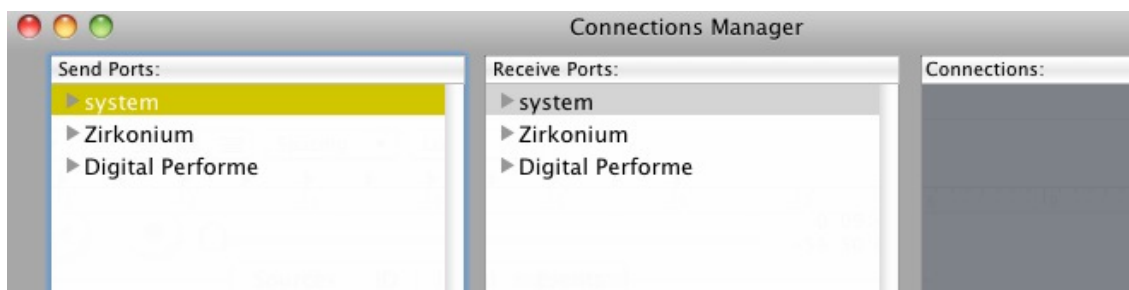 Connections Manager
Send Ports:
system
Zirkonium
Digital Performe
Receive Ports:
system
Zirkonium
Digital Performe
Connections: